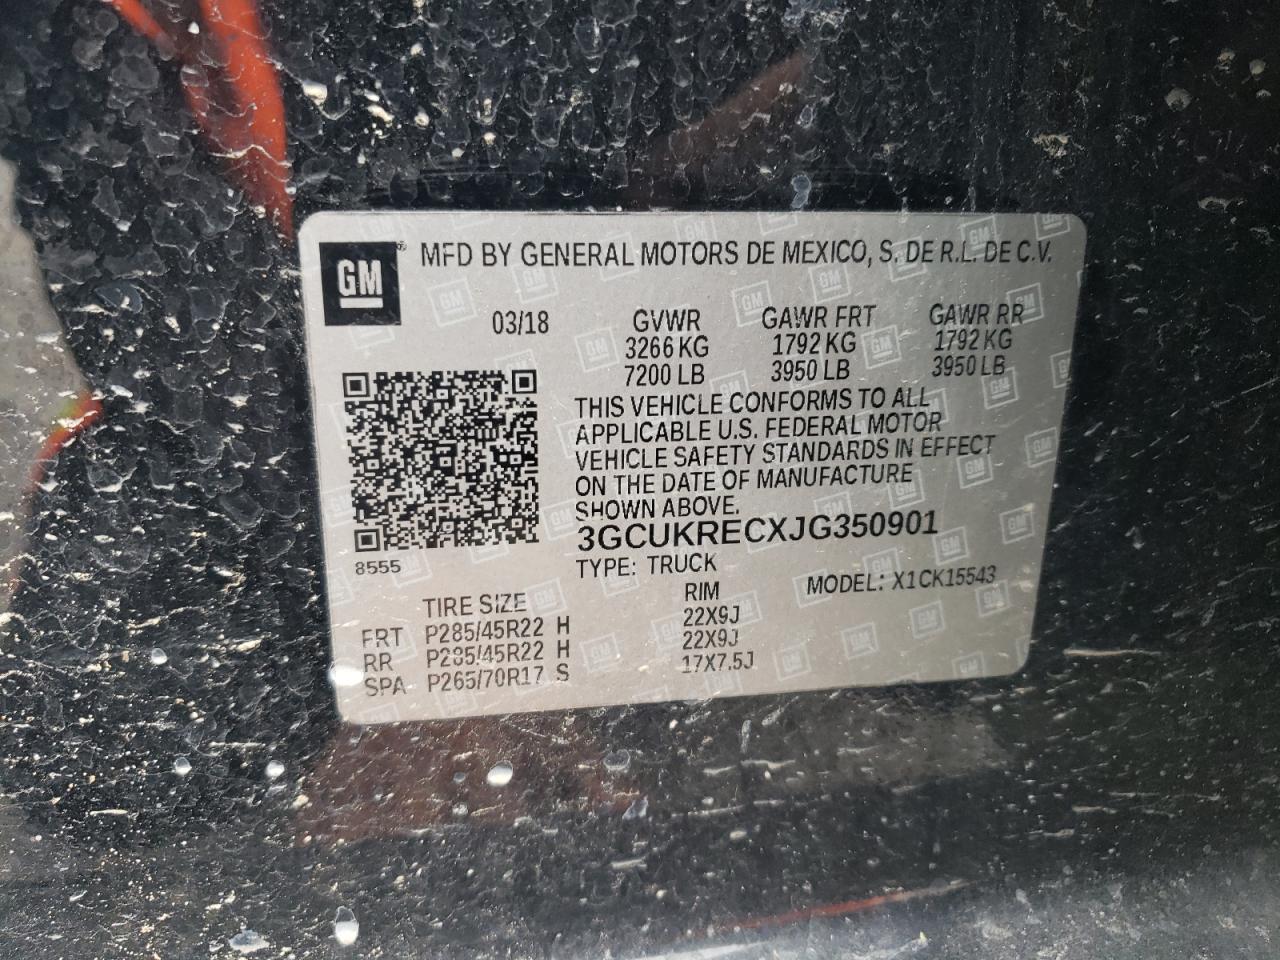 GM® MFD BY GENERAL MOTORS DE MEXICO, S. DE R.L. DE C.V.
03/18 GVWR GAWR FRT GAWR RR
3266 KG 1792 KG 1792 KG
7200 LB 3950 LB 3950 LB
THIS VEHICLE CONFORMS TO ALL
APPLICABLE U.S. FEDERAL MOTOR
VEHICLE SAFETY STANDARDS IN EFFECT
ON THE DATE OF MANUFACTURE
SHOWN ABOVE.
3GCUKRECXJG350901
8555 TYPE: TRUCK MODEL: X1CK15543
TIRE SIZE RIM
FRT P285/45R22 H 22X9J
RR P285/45R22 H 22X9J
SPA P265/70R17 S 17X7.5J